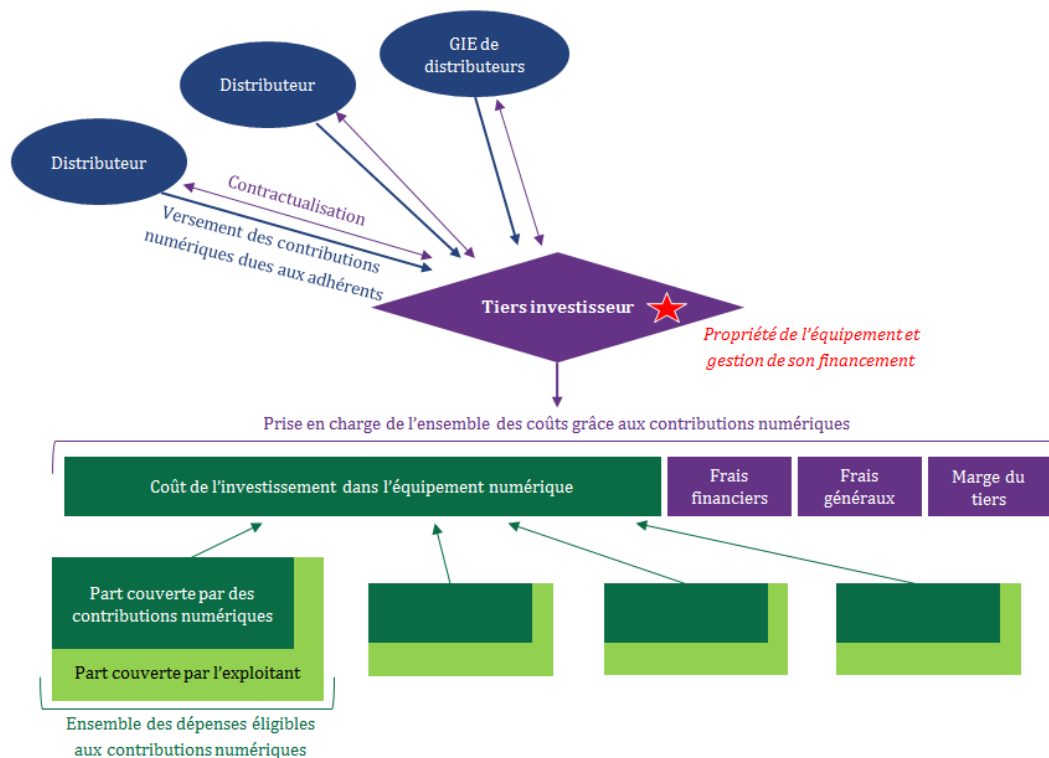 GIE de
distributeurs
Distributeur
Distributeur
Contractualisation
Versement des contributions
numériques dues aux adhérents
Tiers investisseur
Propriété de l'équipement et
gestion de son financement
Prise en charge de l'ensemble des coûts grâce aux contributions numériques
Coût de l'investissement dans l'équipement numérique
Frais
financiers
Frais
généraux
Marge du
tiers
Part couverte par des
contributions numériques
Part couverte par l'exploitant
Ensemble des dépenses éligibles
aux contributions numériques